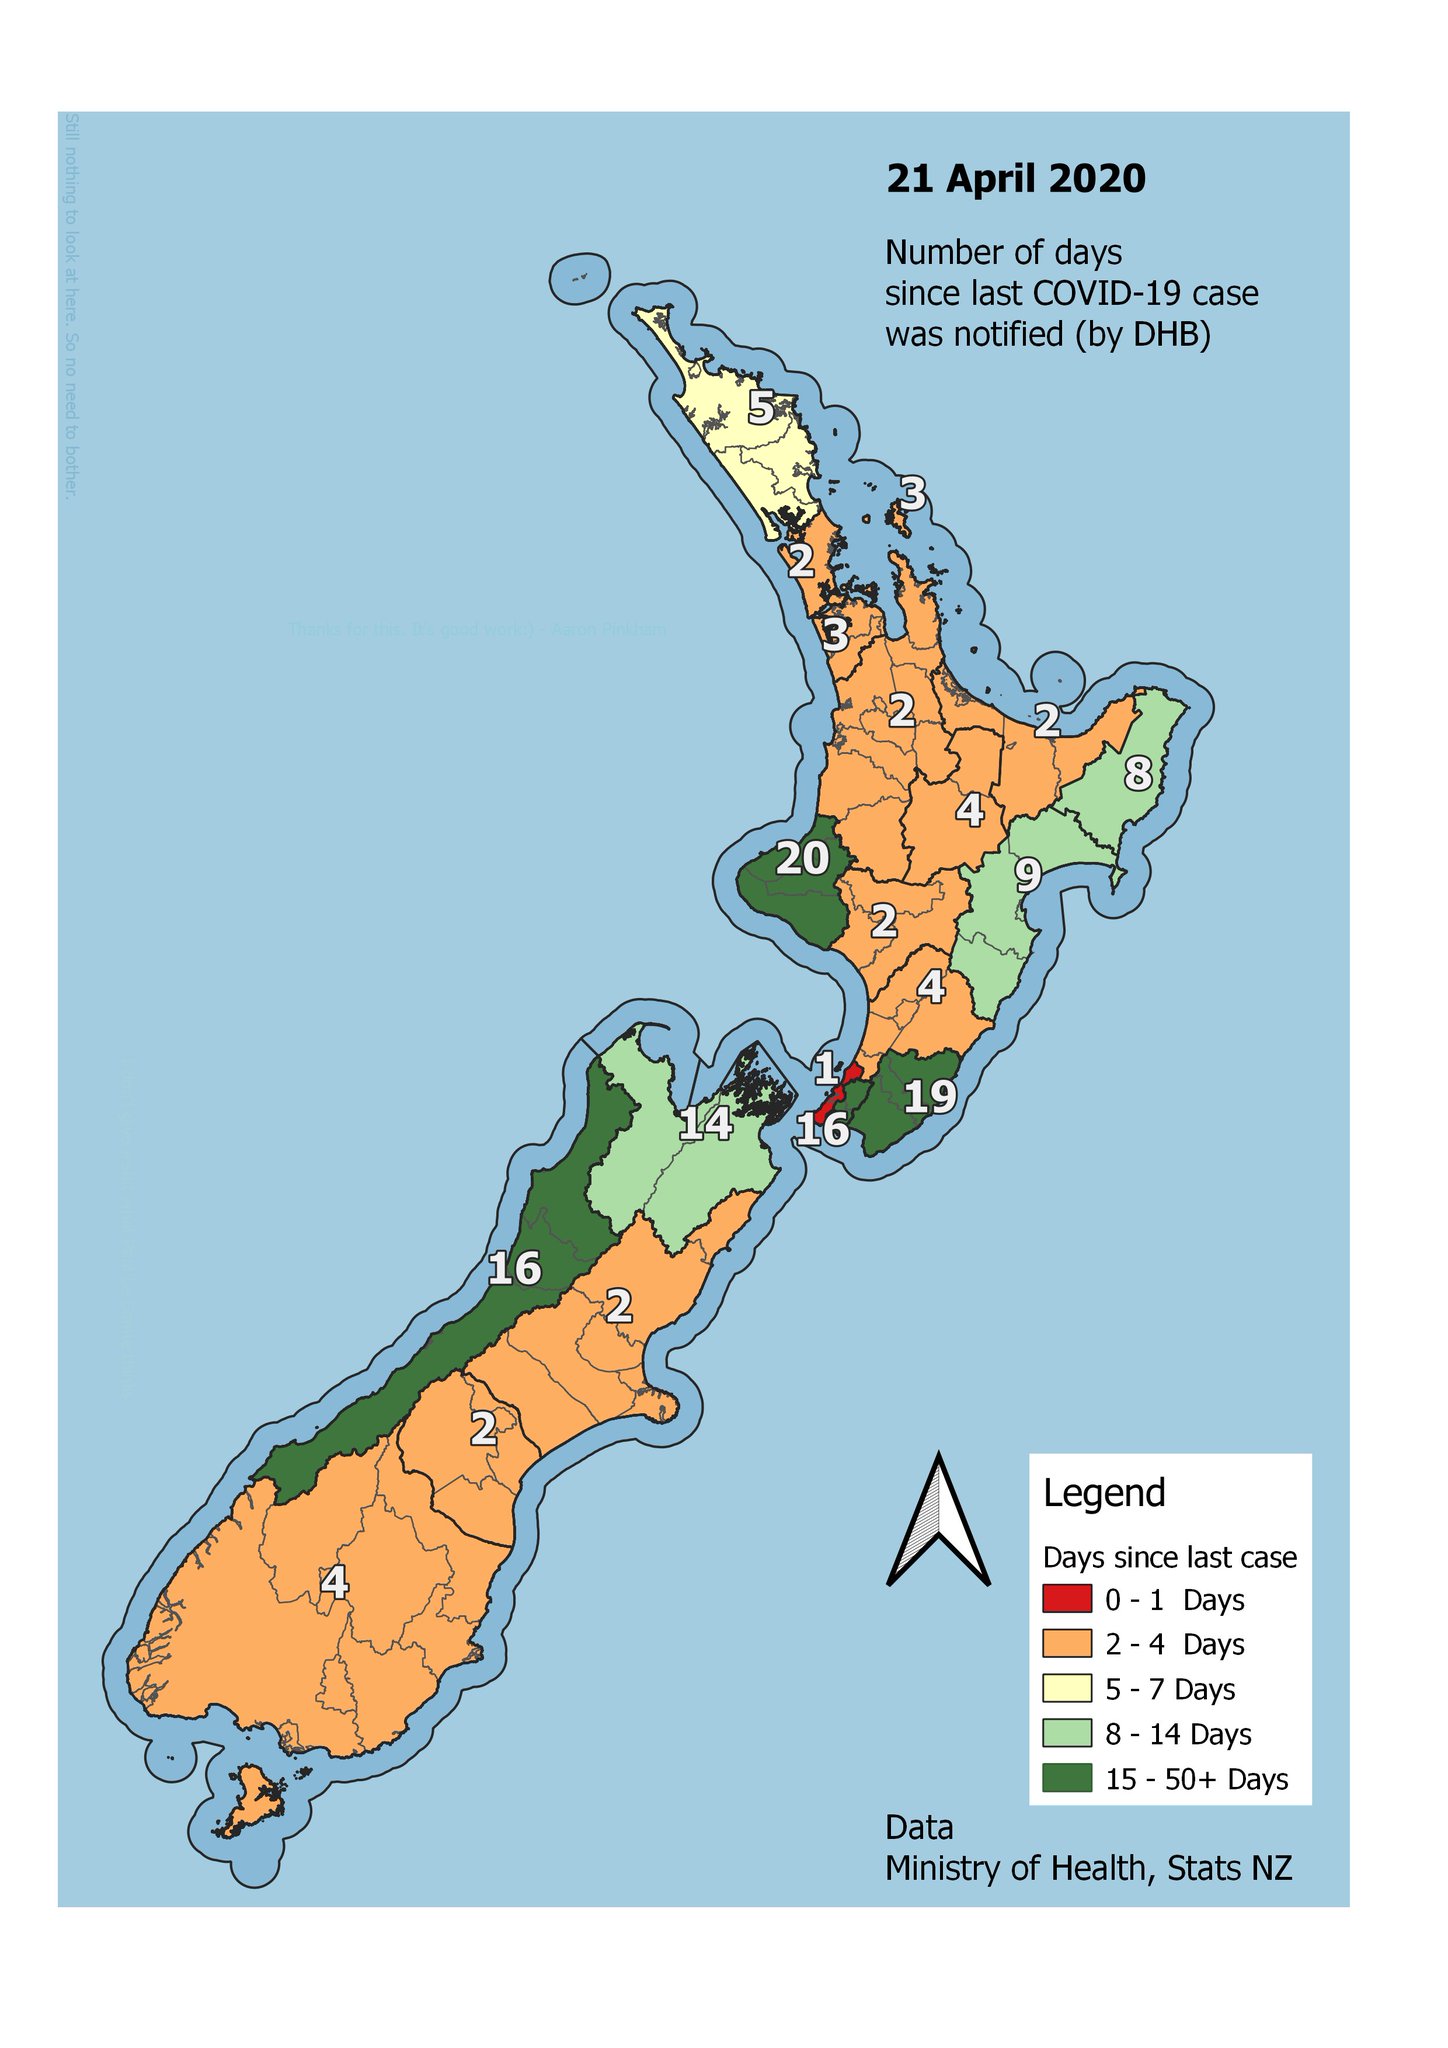 21 April 2020
Number of days
since last COVID-19 case
was notified (by DHB)
Still nothing to look at here. So no need to bother.
Thanks for this. It's good work:) - Aaron Pinkham
5
3
2
3
2
2
8
4
20
9
2
4
1
19
16
14
16
2
2
4
Legend
Days since last case
0 - 1 Days
2 - 4 Days
5 - 7 Days
8 - 14 Days
15 - 50+ Days
Data
Ministry of Health, Stats NZ